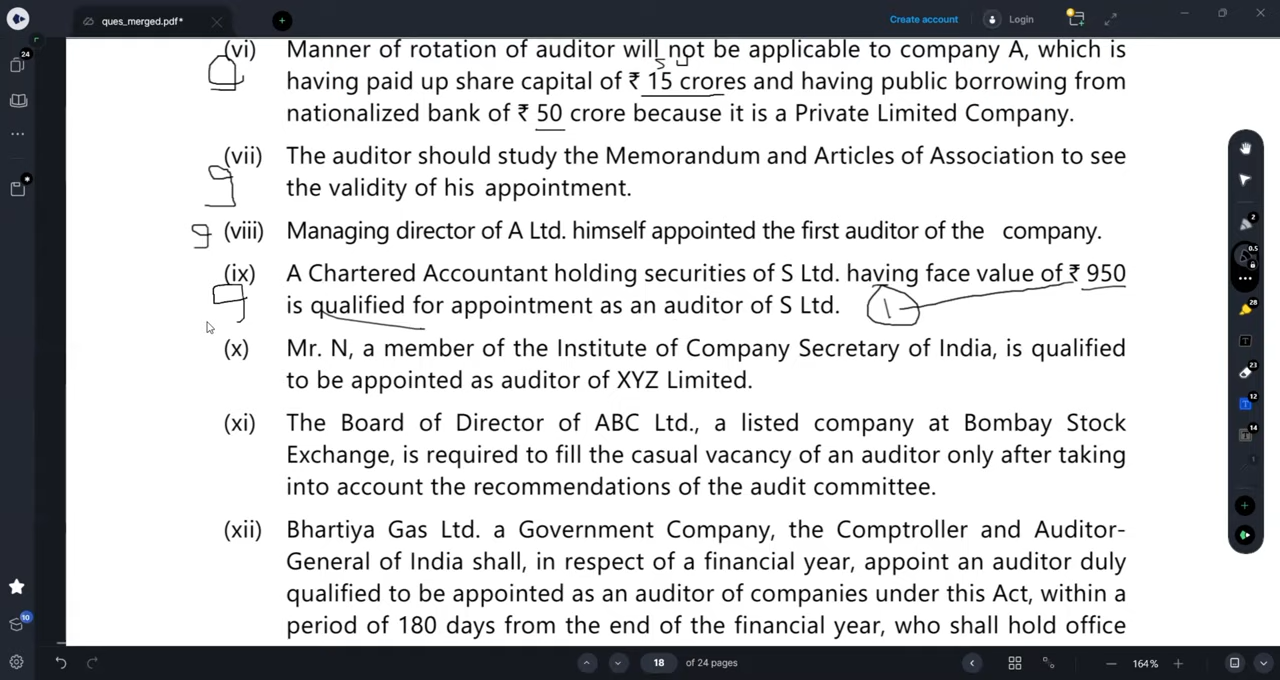 ques_merged.pdf*
Create account
Login
(vi) Manner of rotation of auditor will not be applicable to company A, which is
having paid up share capital of ₹ 15 crores and having public borrowing from
nationalized bank of ₹ 50 crore because it is a Private Limited Company.
(vii) The auditor should study the Memorandum and Articles of Association to see
the validity of his appointment.
(viii) Managing director of A Ltd. himself appointed the first auditor of the company.
(ix) A Chartered Accountant holding securities of S Ltd. having face value of ₹ 950
is qualified for appointment as an auditor of S Ltd.
(x) Mr. N, a member of the Institute of Company Secretary of India, is qualified
to be appointed as auditor of XYZ Limited.
(xi) The Board of Director of ABC Ltd., a listed company at Bombay Stock
Exchange, is required to fill the casual vacancy of an auditor only after taking
into account the recommendations of the audit committee.
(xii) Bhartiya Gas Ltd. a Government Company, the Comptroller and Auditor-
General of India shall, in respect of a financial year, appoint an auditor duly
qualified to be appointed as an auditor of companies under this Act, within a
period of 180 days from the end of the financial year, who shall hold office
18 of 24 pages
164%
24
10
2
0.5
28
23
12
14